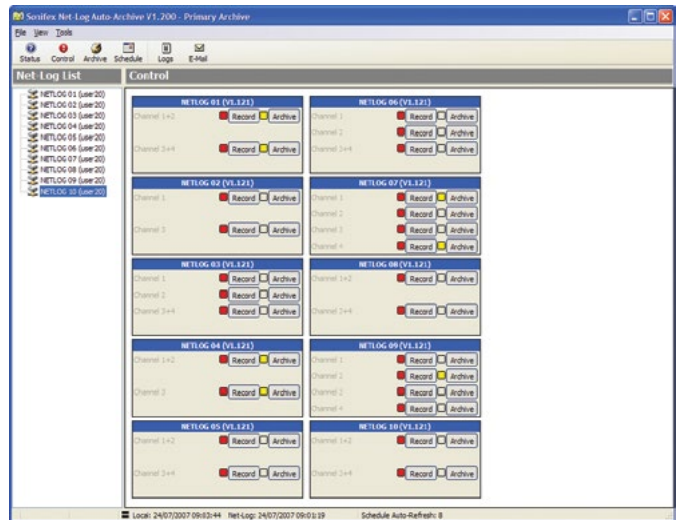 Sonifex Net-Log Auto-Archive V1.200 - Primary Archive
File View Tools
Status Control Archive Schedule Logs E-Mail
Net-Log List
Control
NETLOG 01 (user20)
NETLOG 02 (user20)
NETLOG 03 (user20)
NETLOG 04 (user20)
NETLOG 05 (user20)
NETLOG 06 (user20)
NETLOG 07 (user20)
NETLOG 08 (user20)
NETLOG 09 (user20)
NETLOG 10 (user20)
NETLOG 01 (V1.121)
Channel 1+2 Record Archive
Channel 3+4 Record Archive
NETLOG 02 (V1.121)
Channel 1 Record Archive
Channel 3 Record Archive
NETLOG 03 (V1.121)
Channel 1 Record Archive
Channel 2 Record Archive
Channel 3+4 Record Archive
NETLOG 04 (V1.121)
Channel 1+2 Record Archive
Channel 3 Record Archive
NETLOG 05 (V1.121)
Channel 1+2 Record Archive
Channel 3+4 Record Archive
NETLOG 06 (V1.121)
Channel 1 Record Archive
Channel 2 Record Archive
Channel 3+4 Record Archive
NETLOG 07 (V1.121)
Channel 1 Record Archive
Channel 2 Record Archive
Channel 3 Record Archive
Channel 4 Record Archive
NETLOG 08 (V1.121)
Channel 1+2 Record Archive
Channel 3+4 Record Archive
NETLOG 09 (V1.121)
Channel 1 Record Archive
Channel 2 Record Archive
Channel Record Archive
Channel 4 Record Archive
NETLOG 10 (V1.121)
Channel 1+2 Record Archive
Channel 3+4 Record Archive
Local: 24/07/2007 09:03:44 Net-Log: 24/07/2007 09:01:19 Schedule Auto-Refresh: 8